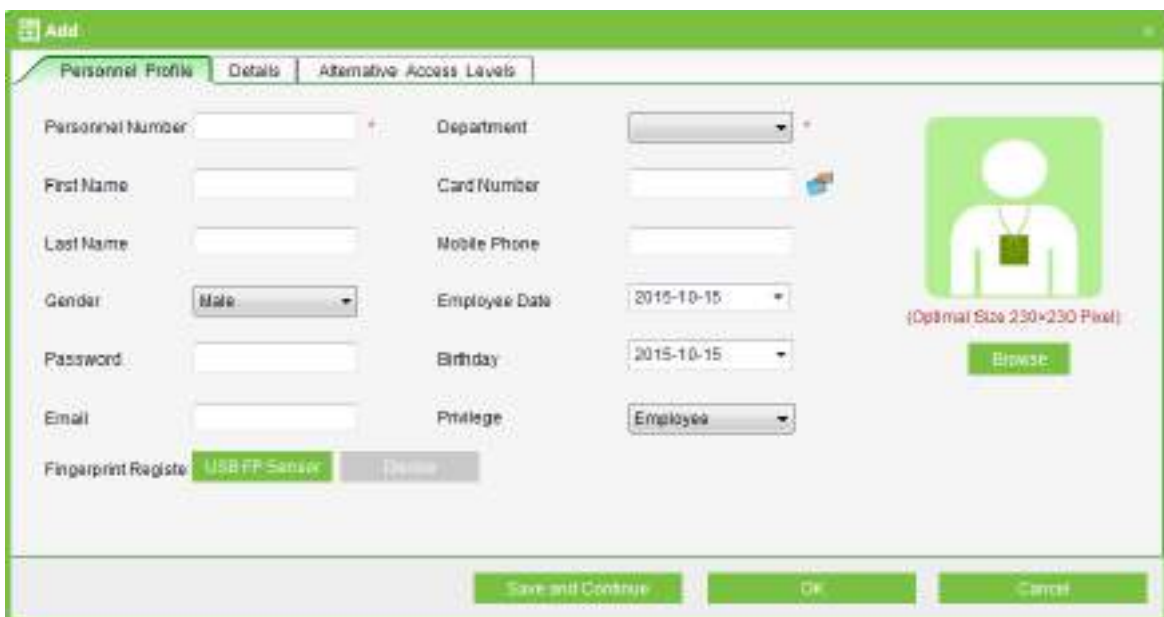 Add
Personnel Profile Details Alternative Access Levels
Personnel Number * Department *
First Name Card Number
Last Name Mobile Phone
Gender Male Employee Date 2015-10-15
(Optimal Size 230×230 Pixel)
Password Birthday 2015-10-15 Browse
Email Privilege Employee
Fingerprint Registe USB FP Sensor Device
Save and Continue OK Cancel